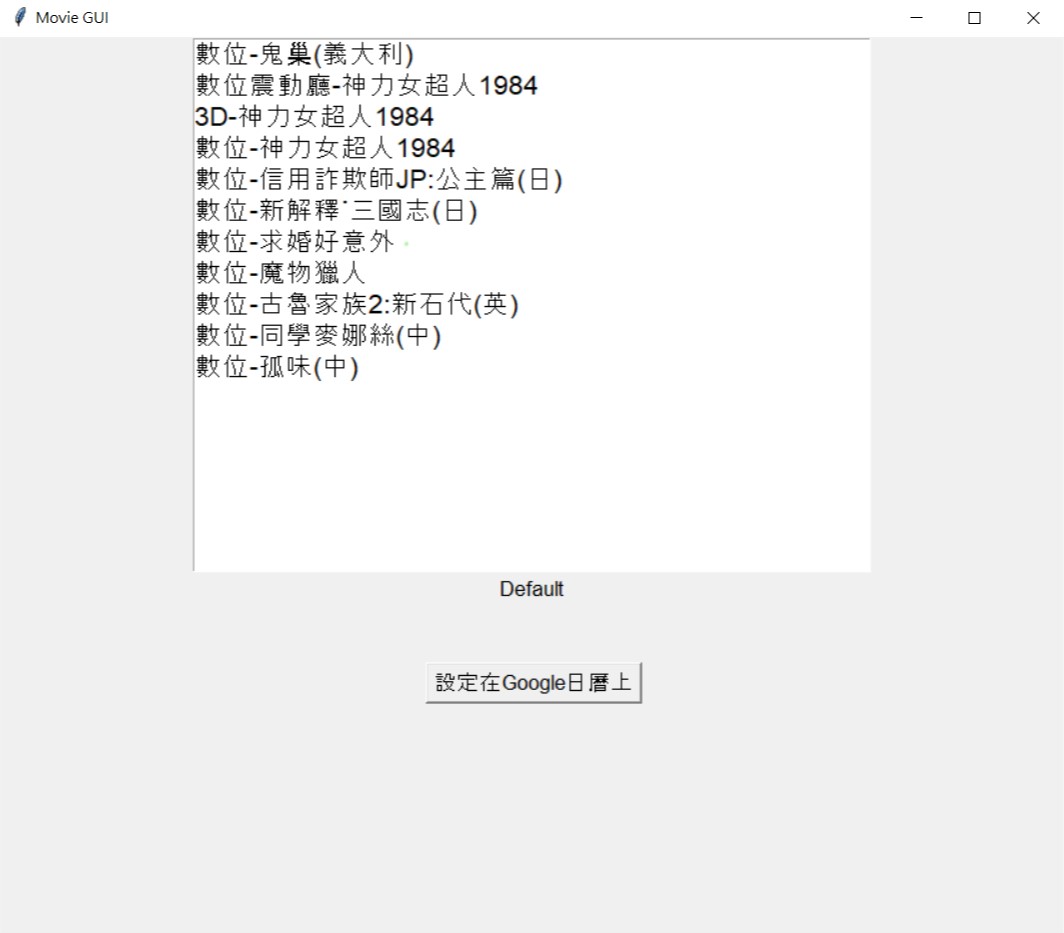 Movie GUI
數位-鬼巢(義大利)
數位震動廳-神力女超人1984
3D-神力女超人1984
數位-神力女超人1984
數位-信用詐欺師JP:公主篇(日)
數位-新解釋˙三國志(日)
數位-求婚好意外
數位-魔物獵人
數位-古魯家族2:新石代(英)
數位-同學麥娜絲(中)
數位-孤味(中)
Default
設定在Google日曆上